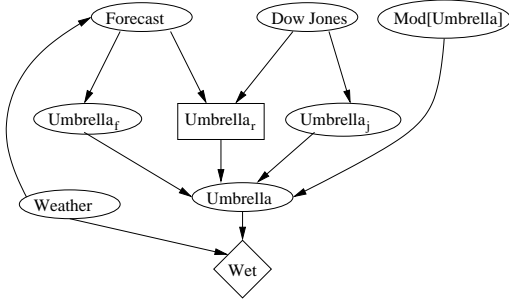 Forecast
Dow Jones
Mod[Umbrella]
Umbrella_f
Umbrella_r
Umbrella_j
Weather
Umbrella
Wet